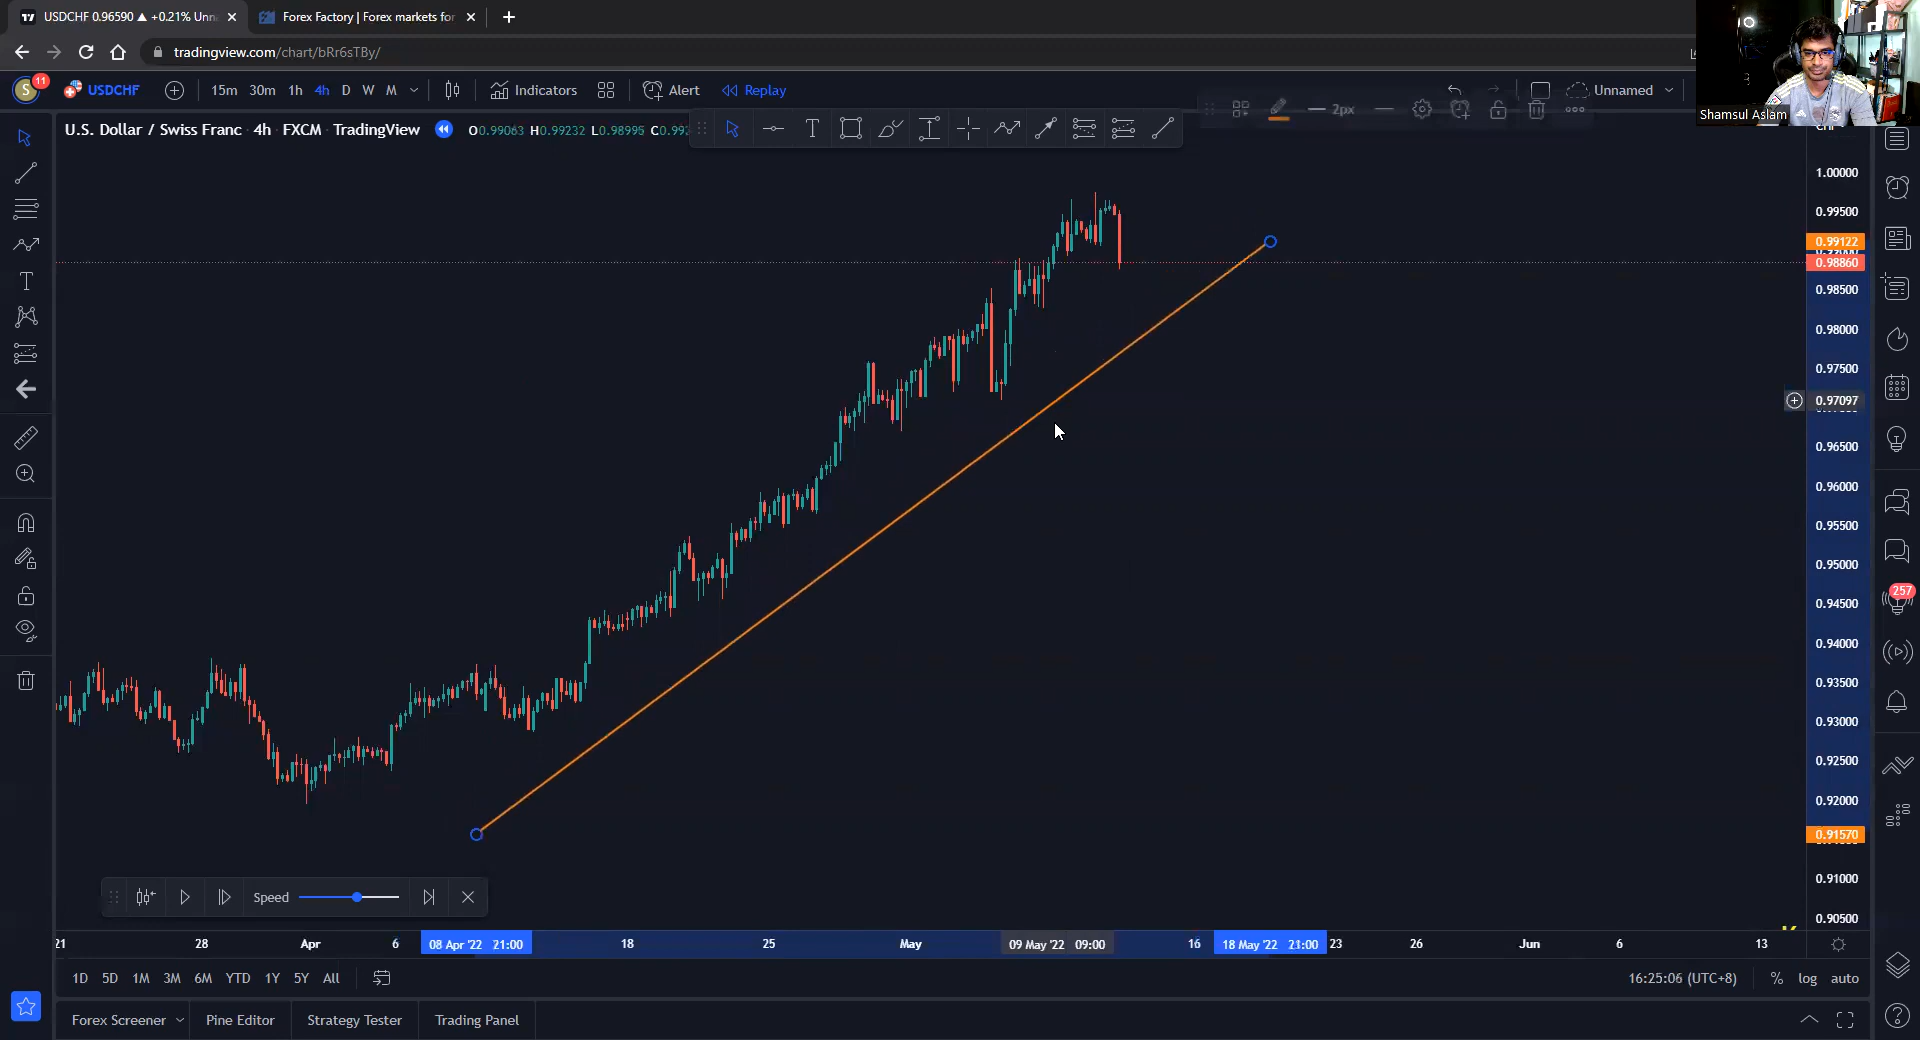 USDCHF 0.96590 ▲ +0.21% Unn
Forex Factory | Forex markets for
tradingview.com/chart/bRr6sTBy/
S 11 USDCHF 15m 30m 1h 4h D W M Indicators Alert Replay Unnamed
2px
Shamsul Aslam
U.S. Dollar / Swiss Franc · 4h · FXCM · TradingView O0.99063 H0.99232 L0.98995 C0.992
1.00000
0.99500
0.99122
0.98860
0.98500
0.98000
0.97500
0.97097
0.96500
0.96000
0.95500
0.95000
0.94500
0.94000
0.93500
0.93000
0.92500
0.92000
0.91570
0.91000
0.90500
257
Speed
21 28 Apr 6 08 Apr '22 21:00 18 25 May 09 May '22 09:00 16 18 May '22 21:00 23 26 Jun 6 13
1D 5D 1M 3M 6M YTD 1Y 5Y All 16:25:06 (UTC+8) % log auto
Forex Screener Pine Editor Strategy Tester Trading Panel